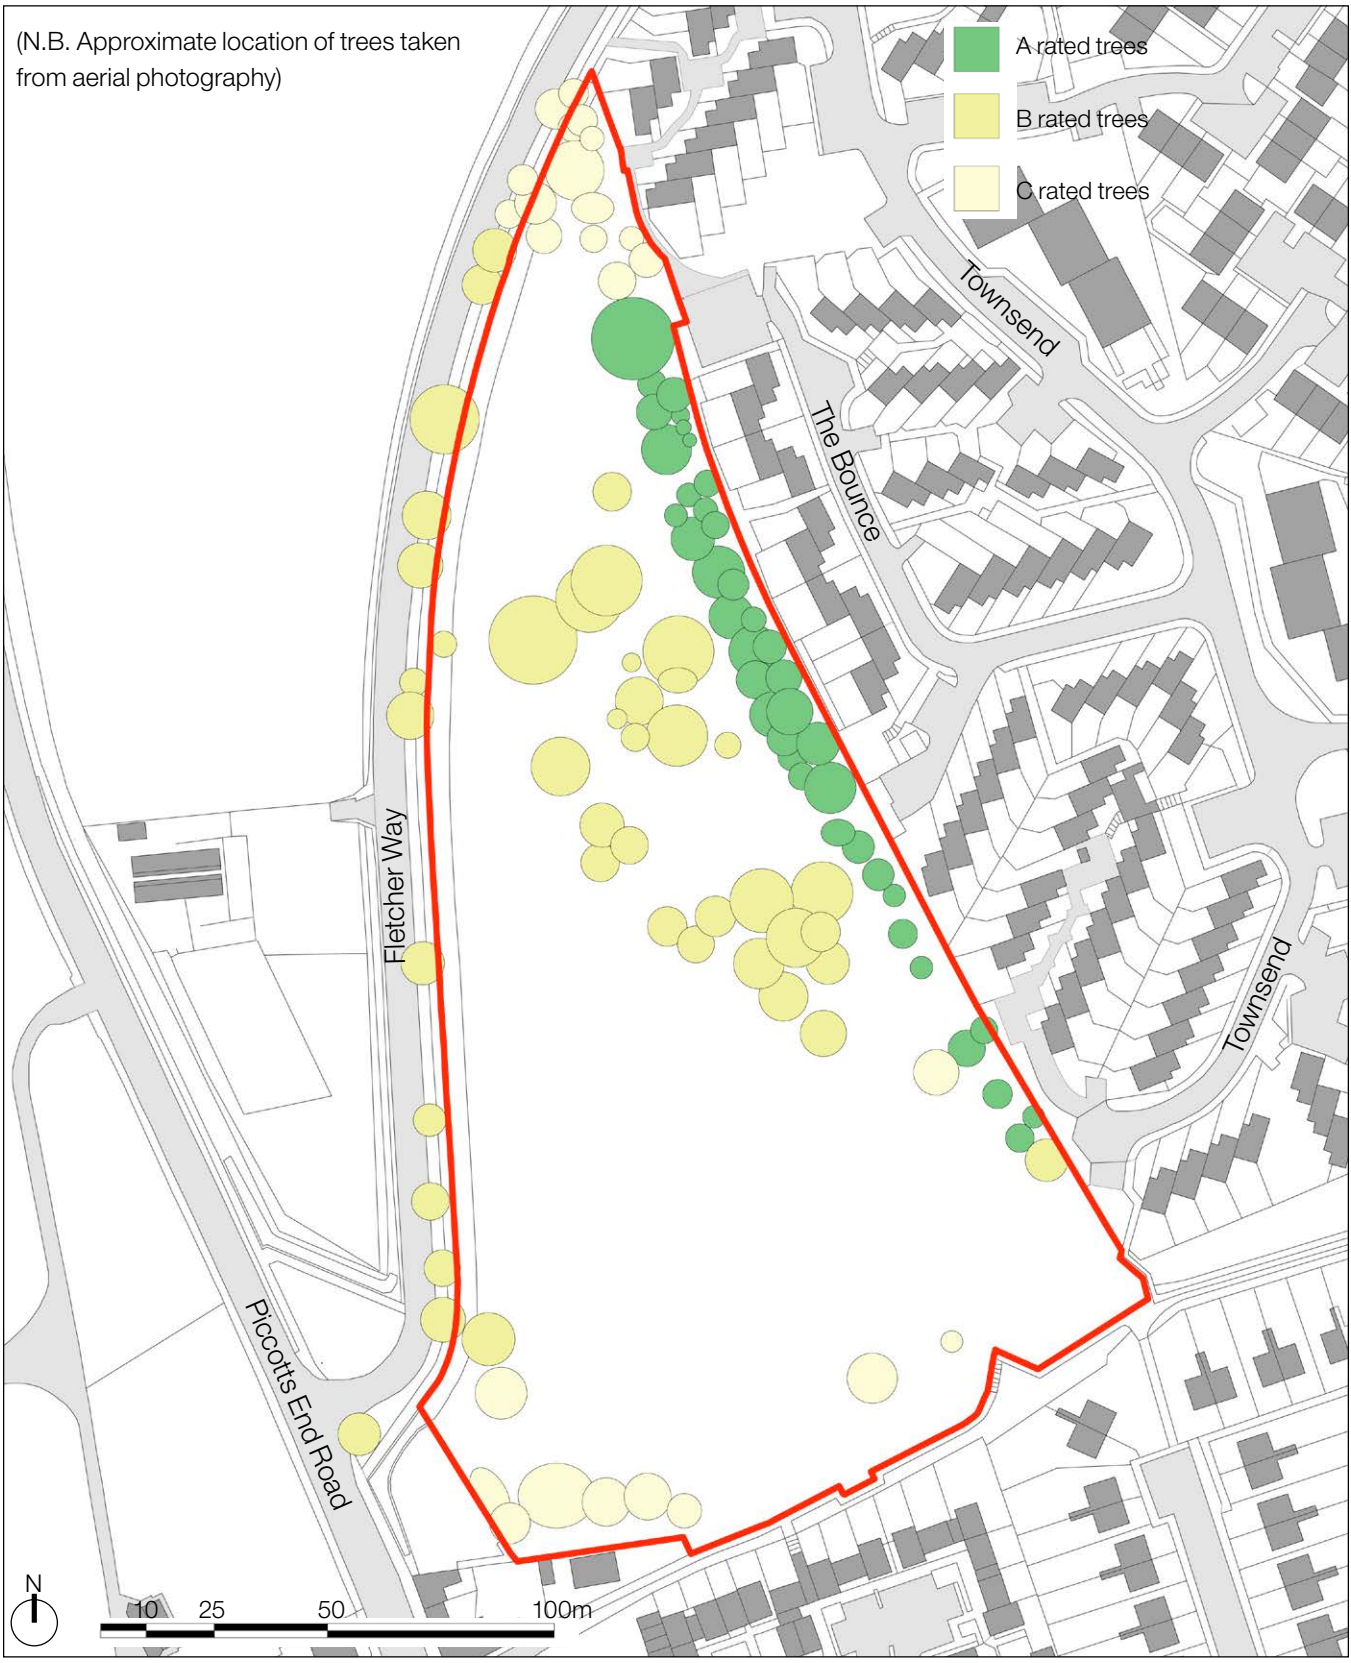 (N.B. Approximate location of trees taken
from aerial photography)
A rated trees
B rated trees
C rated trees
Townsend
The Bounce
Fletcher Way
Townsend
Piccotts End Road
N
10 25 50 100m